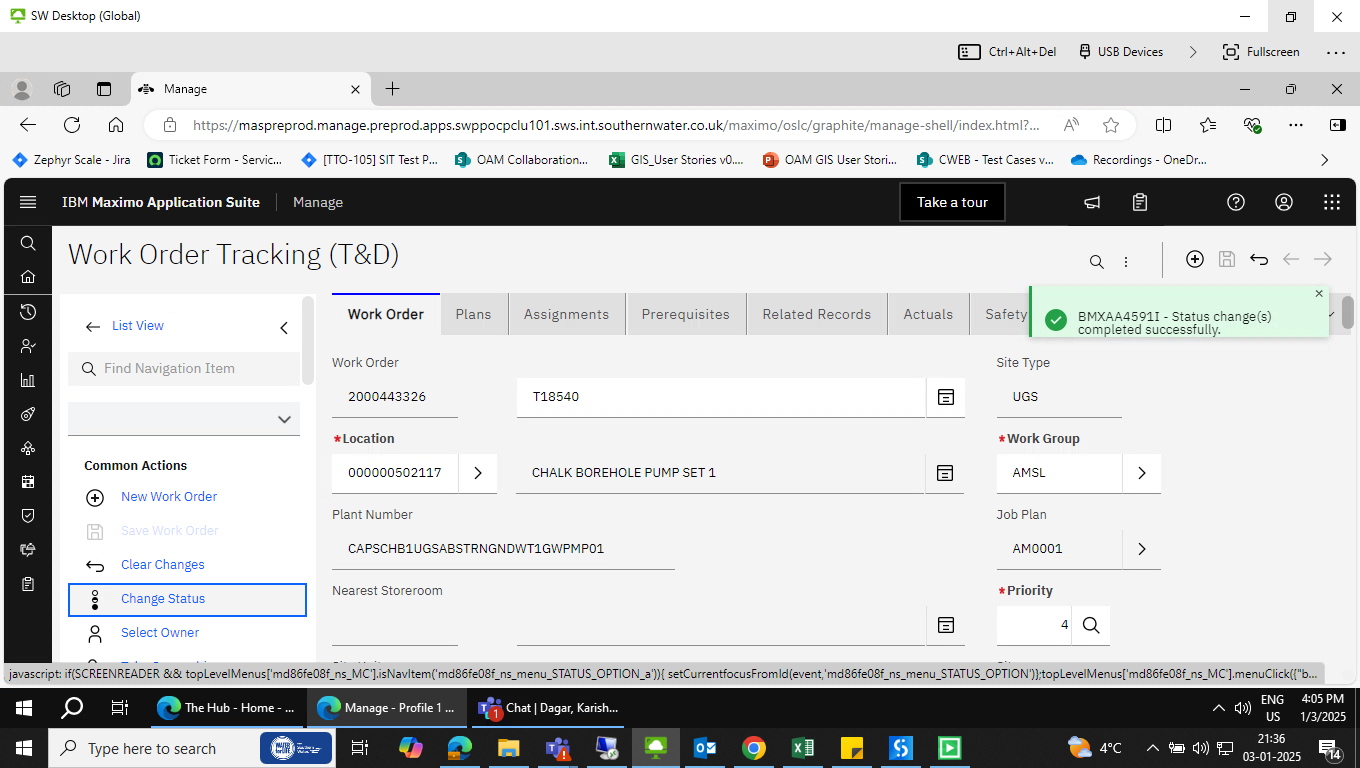 SW Desktop (Global)
Ctrl+Alt+Del
USB Devices
Fullscreen
Manage
https://maspreprod.manage.preprod.apps.swppocpclu101.sws.int.southernwater.co.uk/maximo/oslc/graphite/manage-shell/index.html?...
Zephyr Scale - Jira
Ticket Form - Servic...
[TTO-105] SIT Test P...
OAM Collaboration...
GIS_User Stories v0....
OAM GIS User Stori...
CWEB - Test Cases v...
Recordings - OneDr...
IBM Maximo Application Suite
Manage
Take a tour
Work Order Tracking (T&D)
List View
Find Navigation Item
Common Actions
New Work Order
Save Work Order
Clear Changes
Change Status
Select Owner
Work Order
Plans
Assignments
Prerequisites
Related Records
Actuals
Safety
BMXAA4591I - Status change(s)
completed successfully.
Work Order
2000443326
T18540
Site Type
UGS
*Location
000000502117
CHALK BOREHOLE PUMP SET 1
*Work Group
AMSL
Plant Number
CAPSCHB1UGSABSTRNGNDWT1GWPMP01
Job Plan
AM0001
Nearest Storeroom
*Priority
4
javascript: if(SCREENREADER && topLevelMenus['md86fe08f_ns_MC'].isNavItem('md86fe08f_ns_menu_STATUS_OPTION_a')){ setCurrentfocusFromId(event,'md86fe08f_ns_menu_STATUS_OPTION')};topLevelMenus['md86fe08f_ns_MC'].menuClick({"b...
The Hub - Home - ...
Manage - Profile 1 ...
1
Chat | Dagar, Karish...
ENG
US
4:05 PM
1/3/2025
Type here to search
4°C
21:36
03-01-2025
14